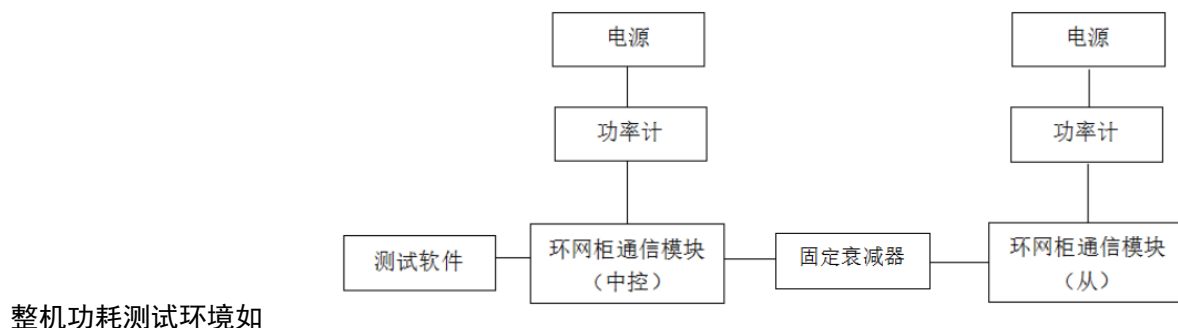 电源
电源
功率计
功率计
测试软件
环网柜通信模块
（中控）
固定衰减器
环网柜通信模块
（从）
整机功耗测试环境如